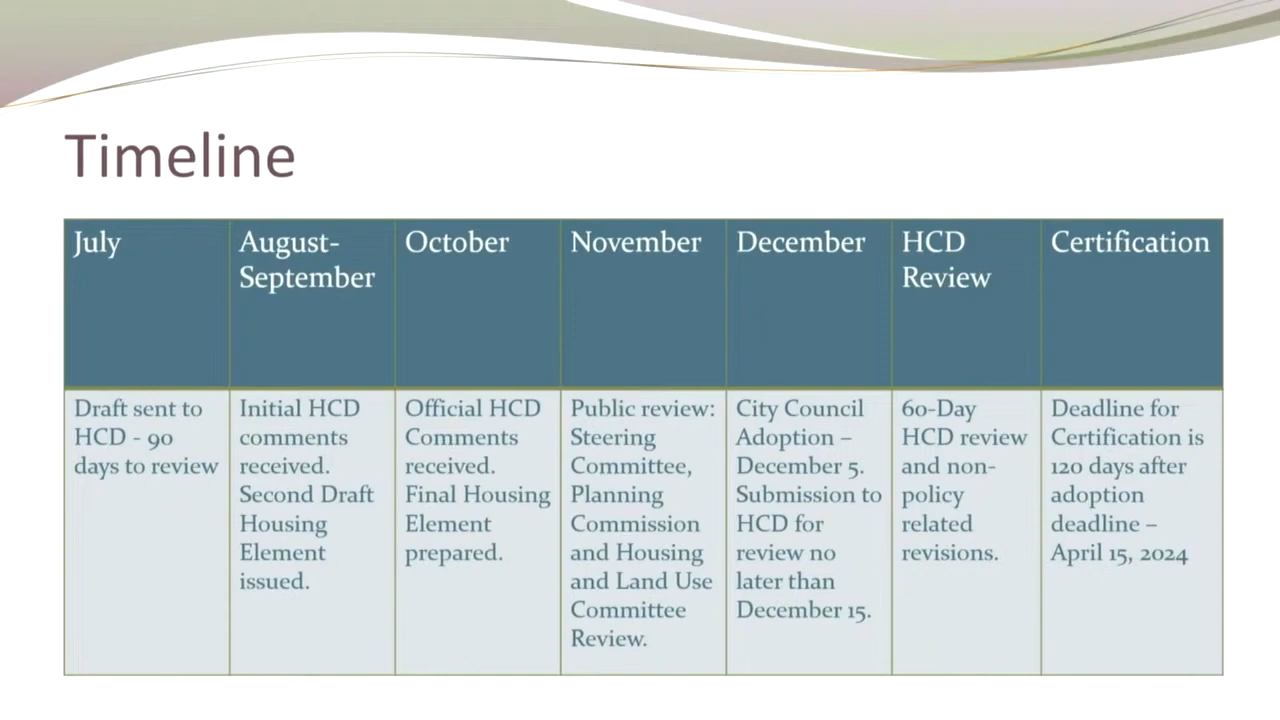 Timeline
July
August-
September
October
November
December
HCD
Review
Certification
Draft sent to
HCD - 90
days to review
Initial HCD
comments
received.
Second Draft
Housing
Element
issued.
Official HCD
Comments
received.
Final Housing
Element
prepared.
Public review:
Steering
Committee,
Planning
Commission
and Housing
and Land Use
Committee
Review.
City Council
Adoption –
December 5.
Submission to
HCD for
review no
later than
December 15.
60-Day
HCD review
and non-
policy
related
revisions.
Deadline for
Certification is
120 days after
adoption
deadline –
April 15, 2024